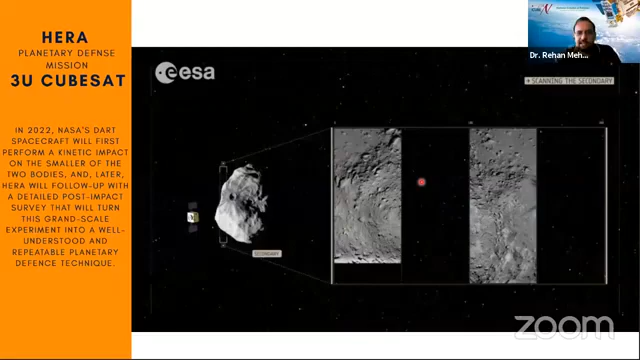 HERA
PLANETARY DEFNSE
MISSION
3U CUBESAT
IN 2022, NASA'S DART
SPACECRAFT WILL FIRST
PERFORM A KINETIC IMPACT
ON THE SMALLER OF THE
TWO BODIES, AND, LATER,
HERA WILL FOLLOW-UP WITH
A DETAILED POST-IMPACT
SURVEY THAT WILL TURN
THIS GRAND-SCALE
EXPERIMENT INTO A WELL-
UNDERSTOOD AND
REPEATABLE PLANETARY
DEFENCE TECHNIQUE.
esa
+ SCANNING THE SECONDARY
SECONDARY
Dr. Rehan Meh...
zoom